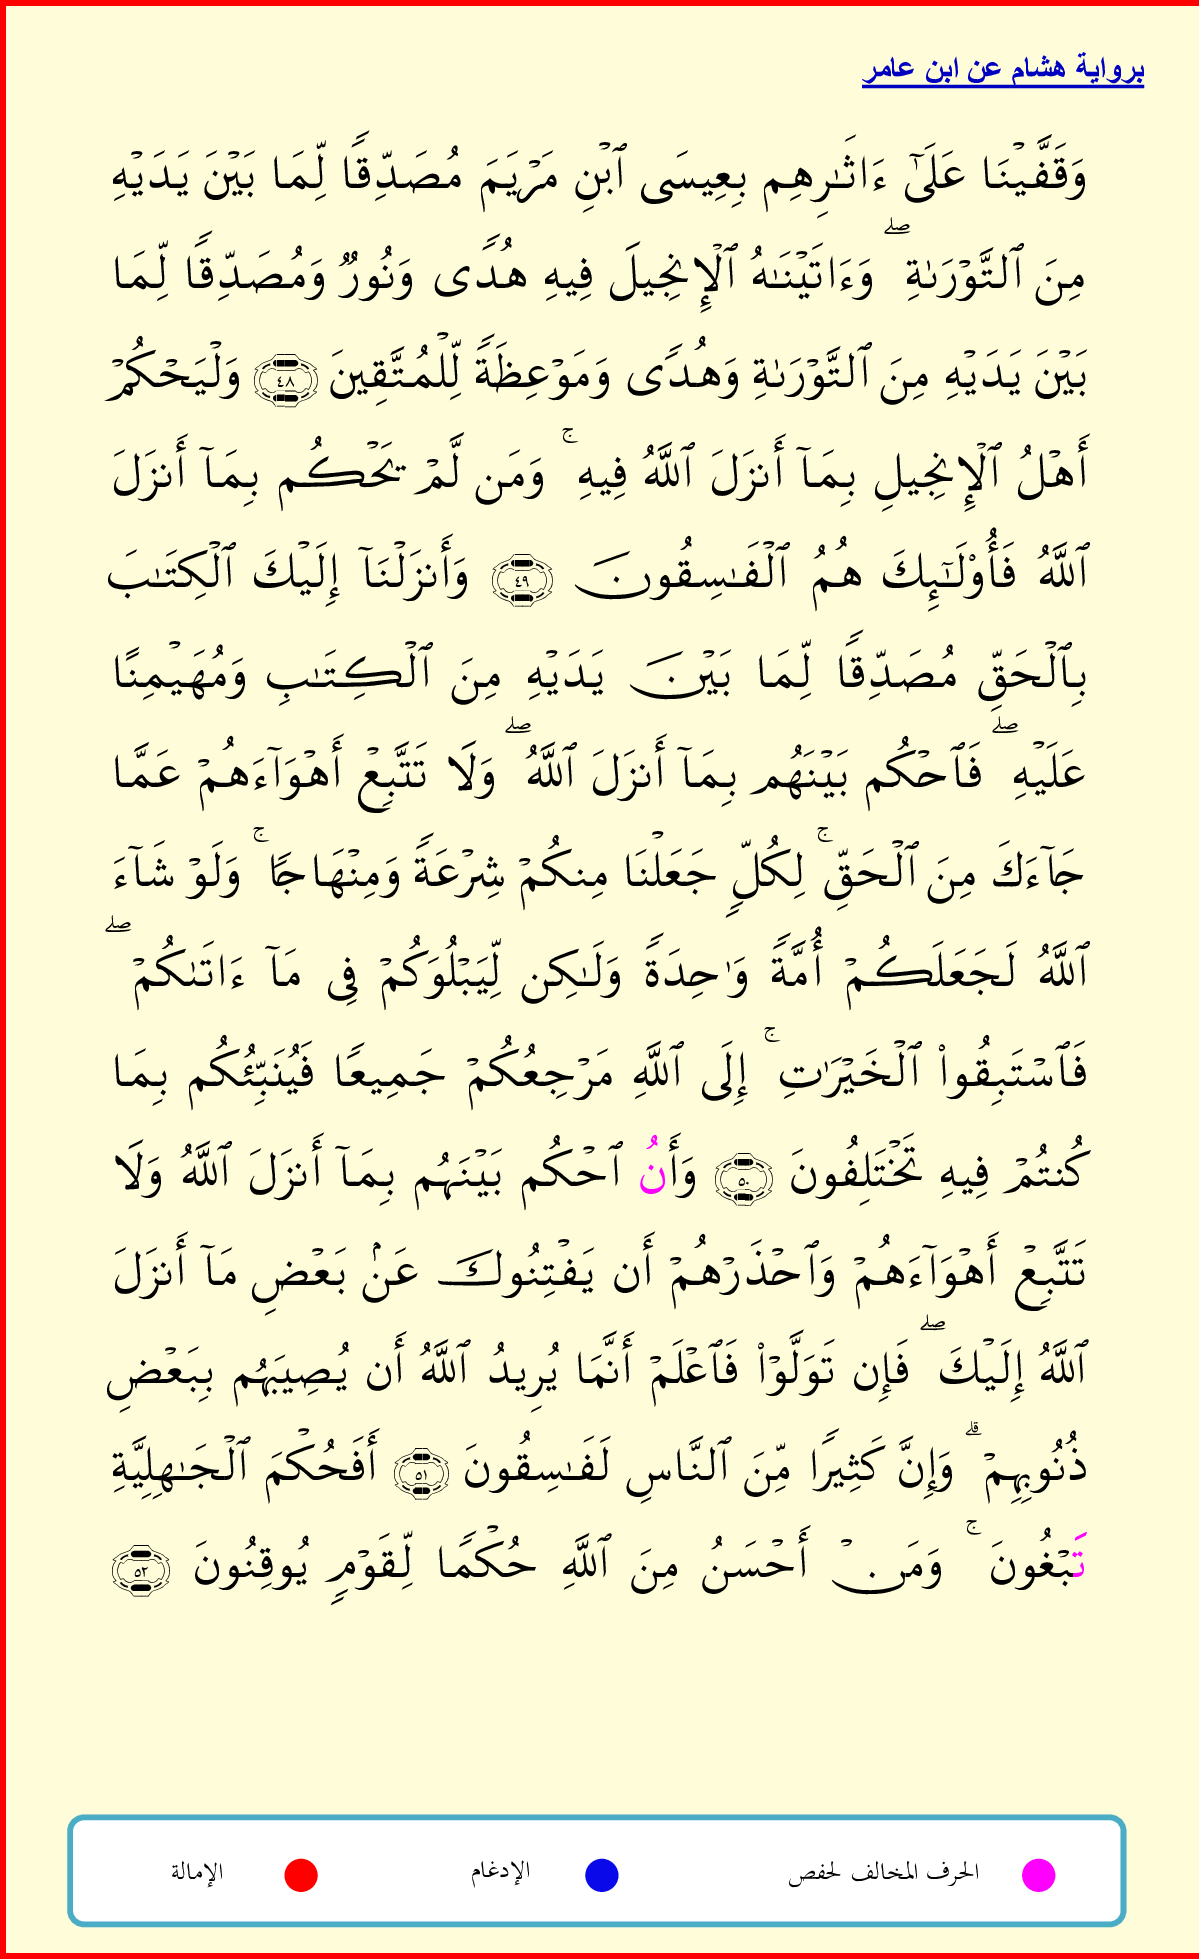 برواية هشام عن ابن عامر
وَقَفَّيْنَا عَلَىٰٓ ءَاثَـٰرِهِم بِعِيسَى ٱبْنِ مَرْيَمَ مُصَدِّقًا لِّمَا بَيْنَ يَدَيْهِ
مِنَ ٱلتَّوْرَىٰةِ ۖ وَءَاتَيْنَـٰهُ ٱلْإِنجِيلَ فِيهِ هُدًى وَنُورٌ وَمُصَدِّقًا لِّمَا
بَيْنَ يَدَيْهِ مِنَ ٱلتَّوْرَىٰةِ وَهُدًى وَمَوْعِظَةً لِّلْمُتَّقِينَ ٤٨ وَلْيَحْكُمْ
أَهْلُ ٱلْإِنجِيلِ بِمَآ أَنزَلَ ٱللَّهُ فِيهِ ۚ وَمَن لَّمْ يَحْكُم بِمَآ أَنزَلَ
ٱللَّهُ فَأُوْلَـٰٓئِكَ هُمُ ٱلْفَـٰسِقُونَ ٤٩ وَأَنزَلْنَآ إِلَيْكَ ٱلْكِتَـٰبَ
بِٱلْحَقِّ مُصَدِّقًا لِّمَا بَيْنَ يَدَيْهِ مِنَ ٱلْكِتَـٰبِ وَمُهَيْمِنًا
عَلَيْهِ ۖ فَٱحْكُم بَيْنَهُم بِمَآ أَنزَلَ ٱللَّهُ ۖ وَلَا تَتَّبِعْ أَهْوَآءَهُمْ عَمَّا
جَآءَكَ مِنَ ٱلْحَقِّ ۚ لِكُلٍّ جَعَلْنَا مِنكُمْ شِرْعَةً وَمِنْهَاجًا ۚ وَلَوْ شَآءَ
ٱللَّهُ لَجَعَلَكُمْ أُمَّةً وَٰحِدَةً وَلَـٰكِن لِّيَبْلُوَكُمْ فِى مَآ ءَاتَىٰكُمْ ۖ
فَٱسْتَبِقُوا۟ ٱلْخَيْرَٰتِ ۚ إِلَى ٱللَّهِ مَرْجِعُكُمْ جَمِيعًا فَيُنَبِّئُكُم بِمَا
كُنتُمْ فِيهِ تَخْتَلِفُونَ ٥٠ وَأَنُ ٱحْكُم بَيْنَهُم بِمَآ أَنزَلَ ٱللَّهُ وَلَا
تَتَّبِعْ أَهْوَآءَهُمْ وَٱحْذَرْهُمْ أَن يَفْتِنُوكَ عَنۢ بَعْضِ مَآ أَنزَلَ
ٱللَّهُ إِلَيْكَ ۖ فَإِن تَوَلَّوْا۟ فَٱعْلَمْ أَنَّمَا يُرِيدُ ٱللَّهُ أَن يُصِيبَهُم بِبَعْضِ
ذُنُوبِهِمْ ۗ وَإِنَّ كَثِيرًا مِّنَ ٱلنَّاسِ لَفَـٰسِقُونَ ٥١ أَفَحُكْمَ ٱلْجَـٰهِلِيَّةِ
تَبْغُونَ ۚ وَمَنْ أَحْسَنُ مِنَ ٱللَّهِ حُكْمًا لِّقَوْمٍ يُوقِنُونَ ٥٢
الحرف المخالف لحفص الإدغام الإمالة